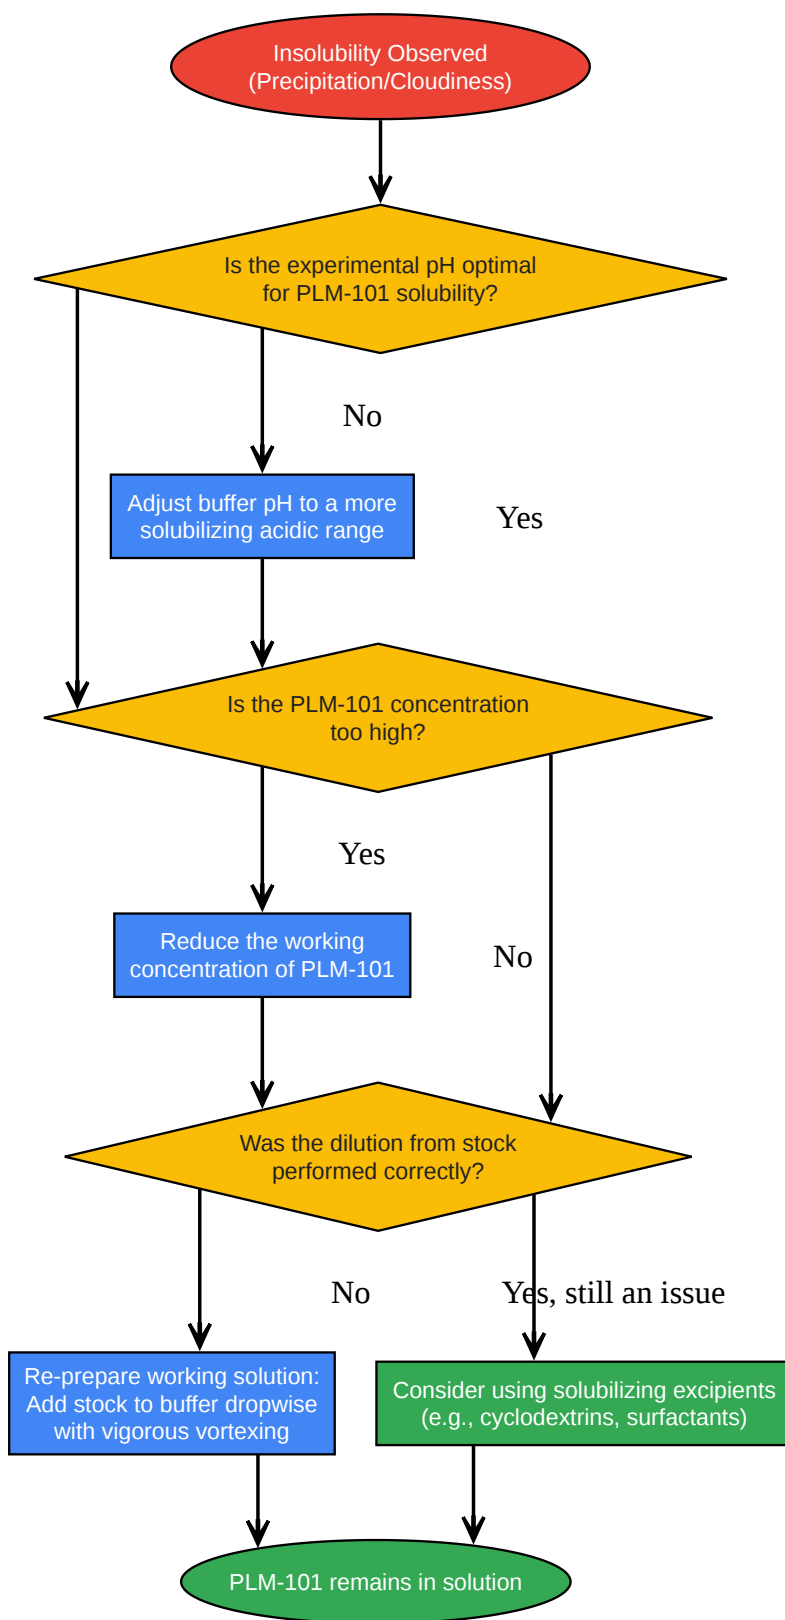 Insolubility Observed
(Precipitation/Cloudiness)
Is the experimental pH optimal
for PLM-101 solubility?
No
Adjust buffer pH to a more
solubilizing acidic range
Yes
Is the PLM-101 concentration
too high?
Yes
Reduce the working
concentration of PLM-101
No
Was the dilution from stock
performed correctly?
No
Yes, still an issue
Re-prepare working solution:
Add stock to buffer dropwise
with vigorous vortexing
Consider using solubilizing excipients
(e.g., cyclodextrins, surfactants)
PLM-101 remains in solution